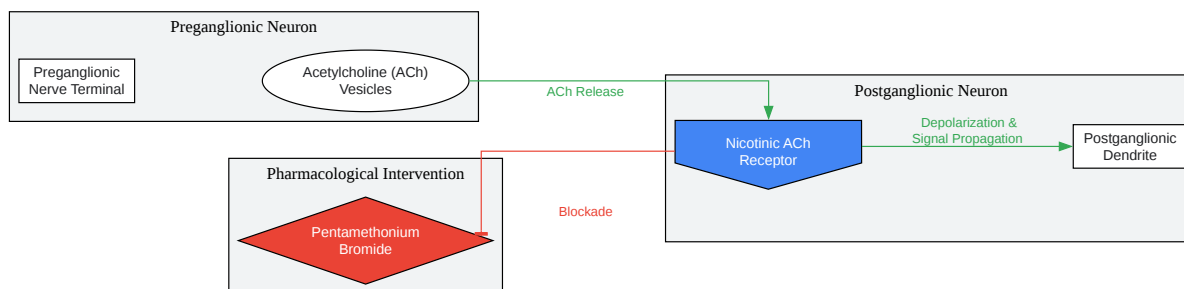 Preganglionic Neuron
Preganglionic
Nerve Terminal
Acetylcholine (ACh)
Vesicles
ACh Release
Postganglionic Neuron
Nicotinic ACh
Receptor
Depolarization &
Signal Propagation
Postganglionic
Dendrite
Pharmacological Intervention
Pentamethonium
Bromide
Blockade